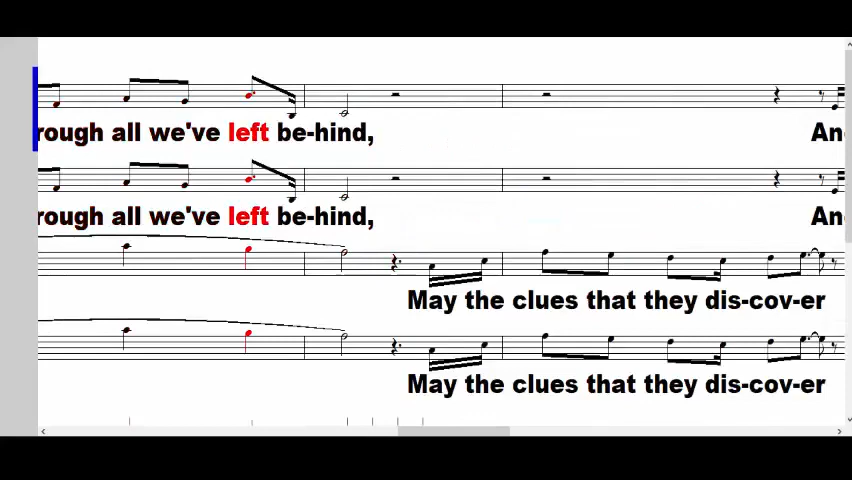 rough all we've left be-hind, An
rough all we've left be-hind, An
May the clues that they dis-cov-er
May the clues that they dis-cov-er